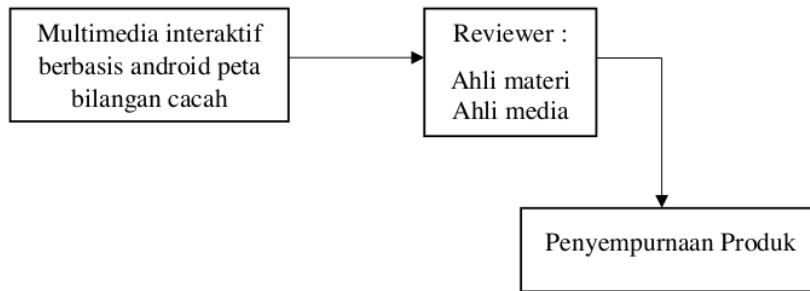 Multimedia interaktif
berbasis android peta
bilangan cacah
Reviewer :
Ahli materi
Ahli media
Penyempurnaan Produk